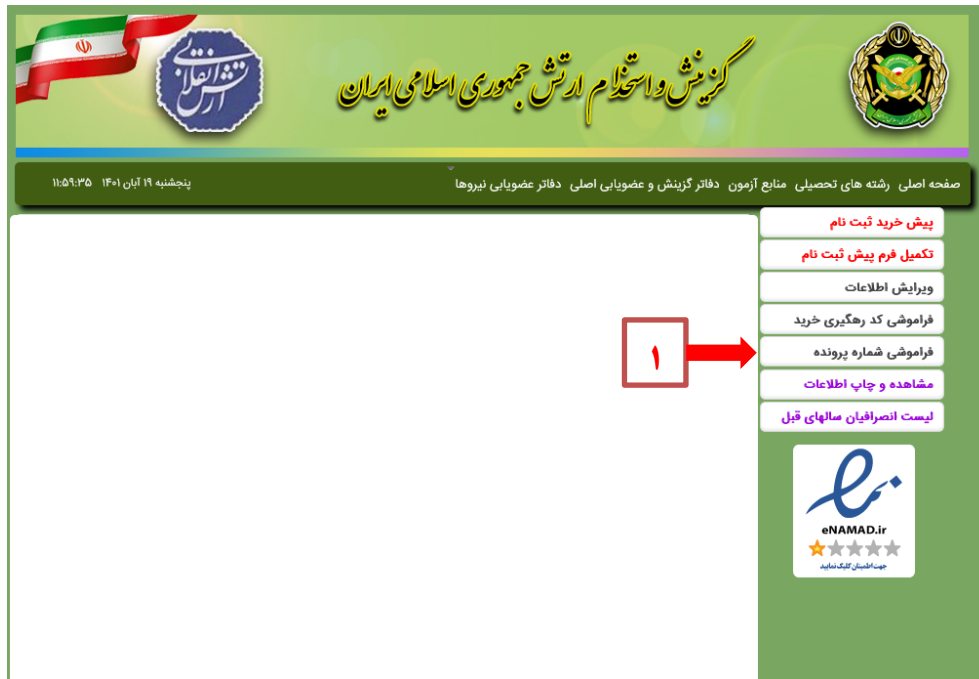 ارتش انقلابی
گزینش و استخدام ارتش جمهوری اسلامی ایران
صفحه اصلی رشته های تحصیلی منابع آزمون دفاتر گزینش و عضویابی اصلی دفاتر عضویابی نیروها
پنجشنبه ۱۹ آبان ۱۴۰۱ ۱۱:۵۹:۳۵
پیش خرید ثبت نام
تکمیل فرم پیش ثبت نام
ویرایش اطلاعات
فراموشی کد رهگیری خرید
فراموشی شماره پرونده
۱
مشاهده و چاپ اطلاعات
لیست انصرافیان سالهای قبل
eNAMAD.ir
جهت اطمینان کلیک نمایید